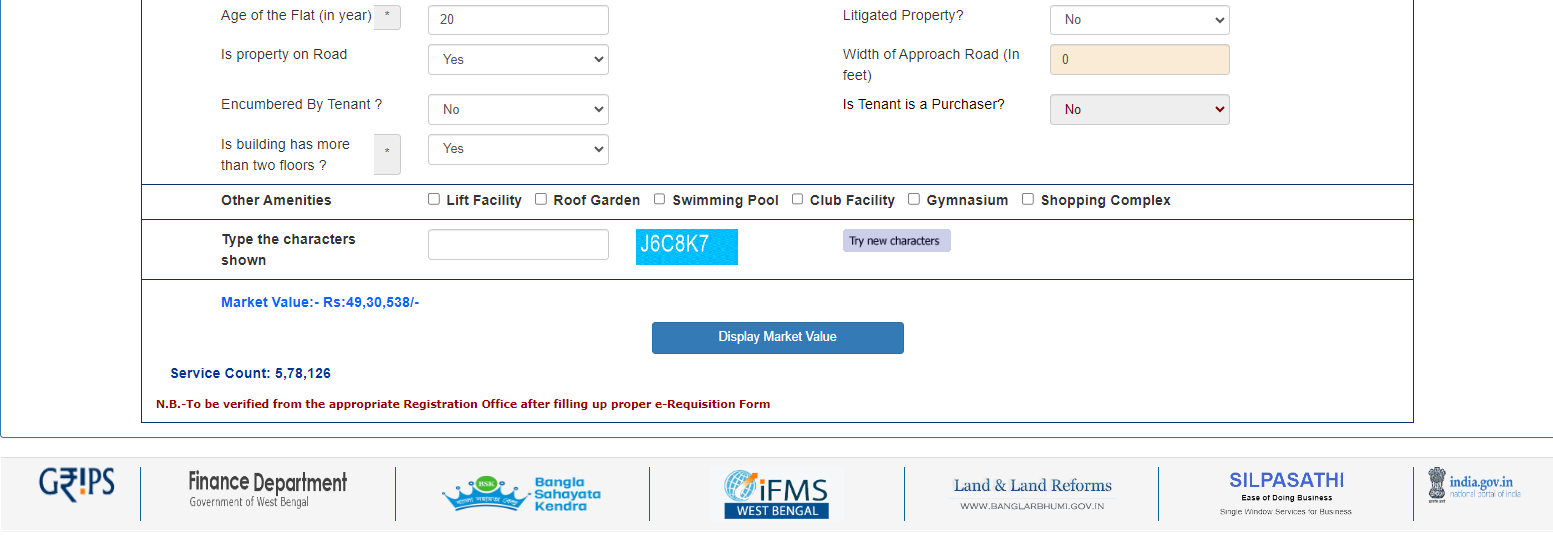 Age of the Flat (in year) * 20 Litigated Property? No
Is property on Road Yes Width of Approach Road (In feet) 0
Encumbered By Tenant ? No Is Tenant is a Purchaser? No
Is building has more than two floors ? * Yes
Other Amenities Lift Facility Roof Garden Swimming Pool Club Facility Gymnasium Shopping Complex
Type the characters shown J6C8K7 Try new characters
Market Value:- Rs:49,30,538/-
Display Market Value
Service Count: 5,78,126
N.B.-To be verified from the appropriate Registration Office after filling up proper e-Requisition Form
GR₹!PS
Finance Department
Government of West Bengal
BSK
বাংলা সহায়তা কেন্দ্র
Bangla
Sahayata
Kendra
iFMS
WEST BENGAL
Land & Land Reforms
WWW.BANGLARBHUMI.GOV.IN
SILPASATHI
Ease of Doing Business
Single Window Services for Business
india.gov.in
national portal of india